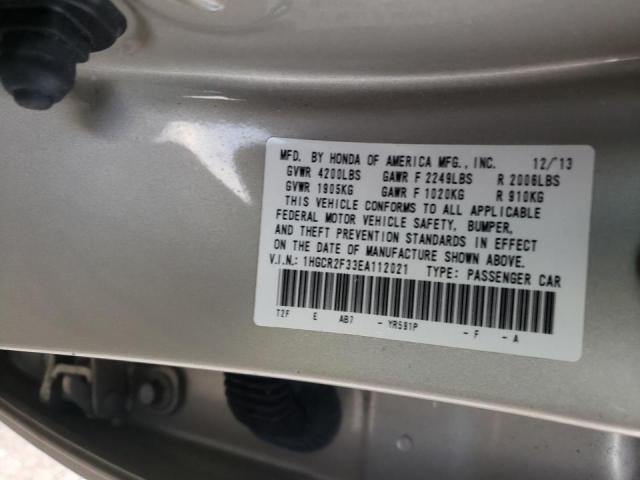 MFD. BY HONDA OF AMERICA MFG., INC. 12/13
GVWR 4200LBS GAWR F 2249LBS R 2006LBS
GVWR 1905KG GAWR F 1020KG R 910KG
THIS VEHICLE CONFORMS TO ALL APPLICABLE
FEDERAL MOTOR VEHICLE SAFETY, BUMPER,
AND THEFT PREVENTION STANDARDS IN EFFECT
ON THE DATE OF MANUFACTURE SHOWN ABOVE.
V.I.N.: 1HGCR2F33EA112021 TYPE: PASSENGER CAR
T2F E AB7 - YR591P - F - A